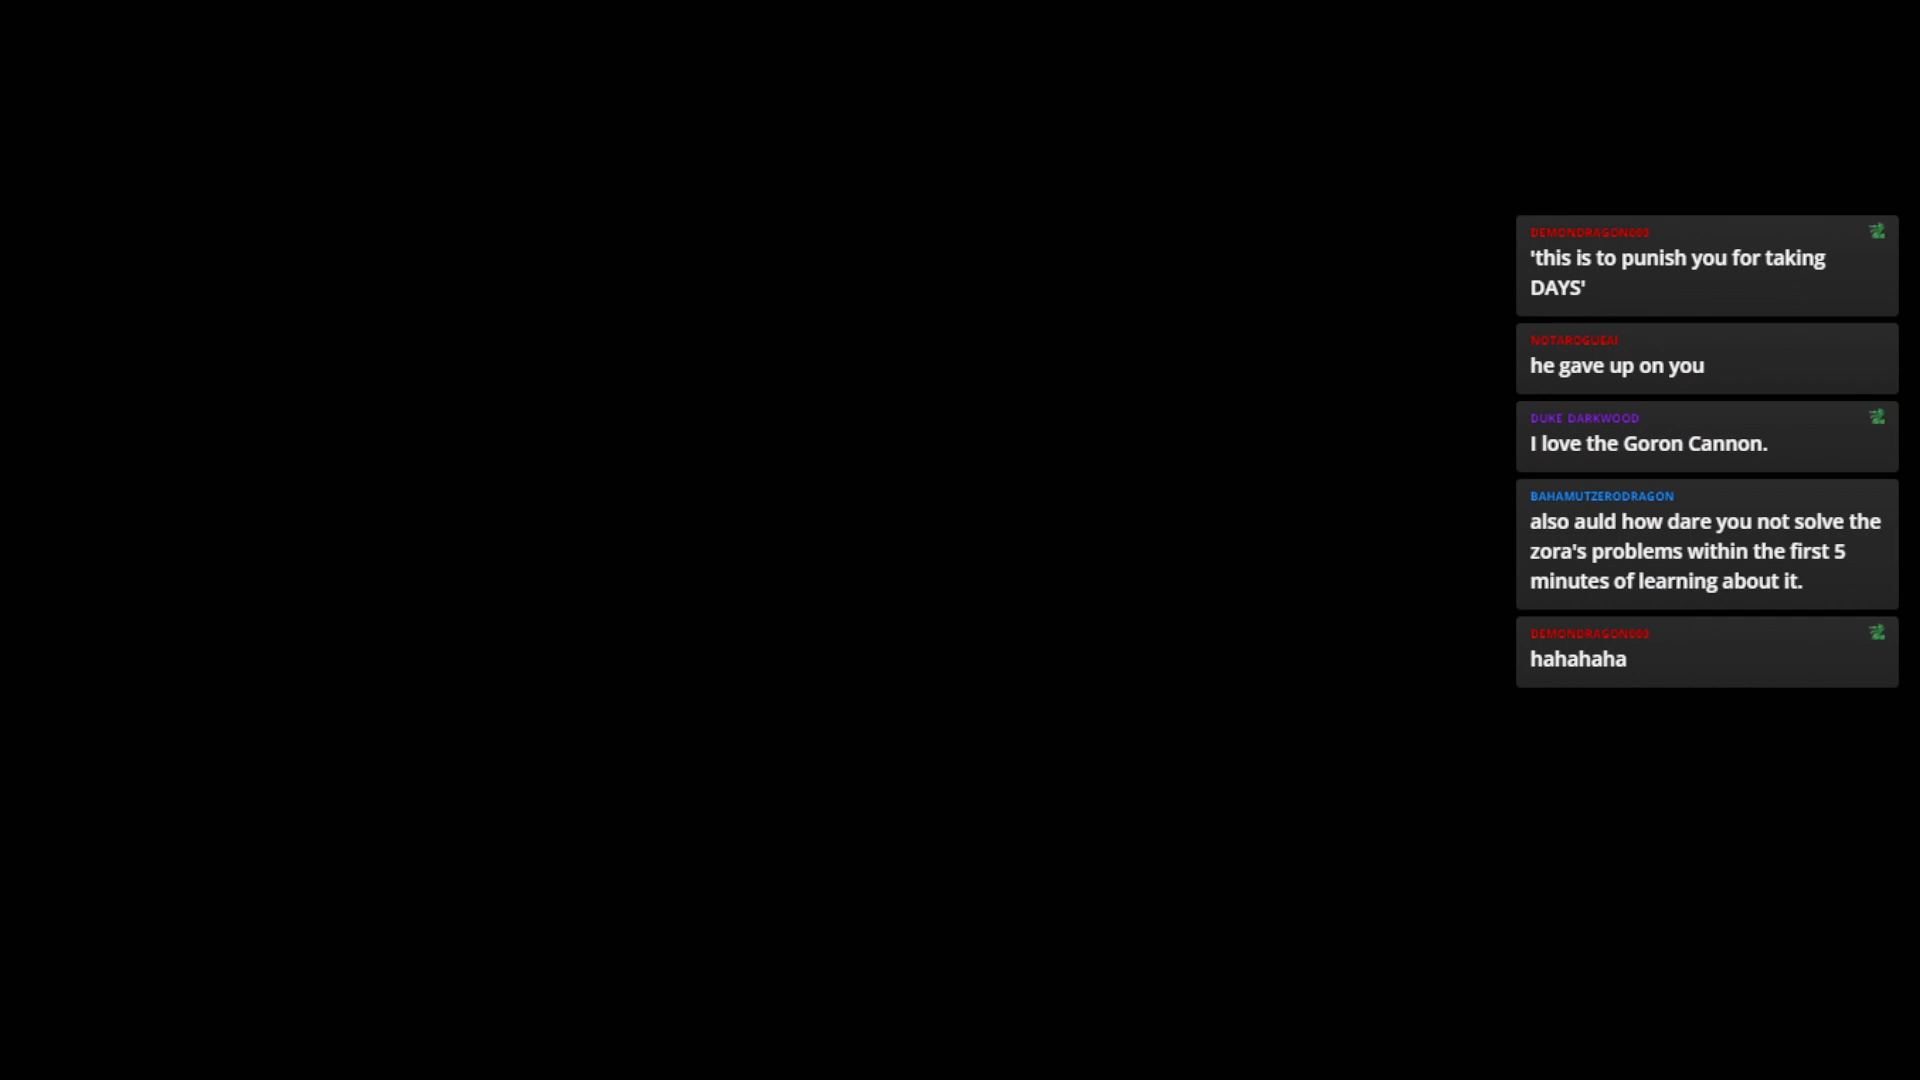 DEMONDRAGON003
'this is to punish you for taking
DAYS'
NOTAROGUEAI
he gave up on you
DUKE DARKWOOD
I love the Goron Cannon.
BAHAMUTZERODRAGON
also auld how dare you not solve the
zora's problems within the first 5
minutes of learning about it.
DEMONDRAGON003
hahahaha